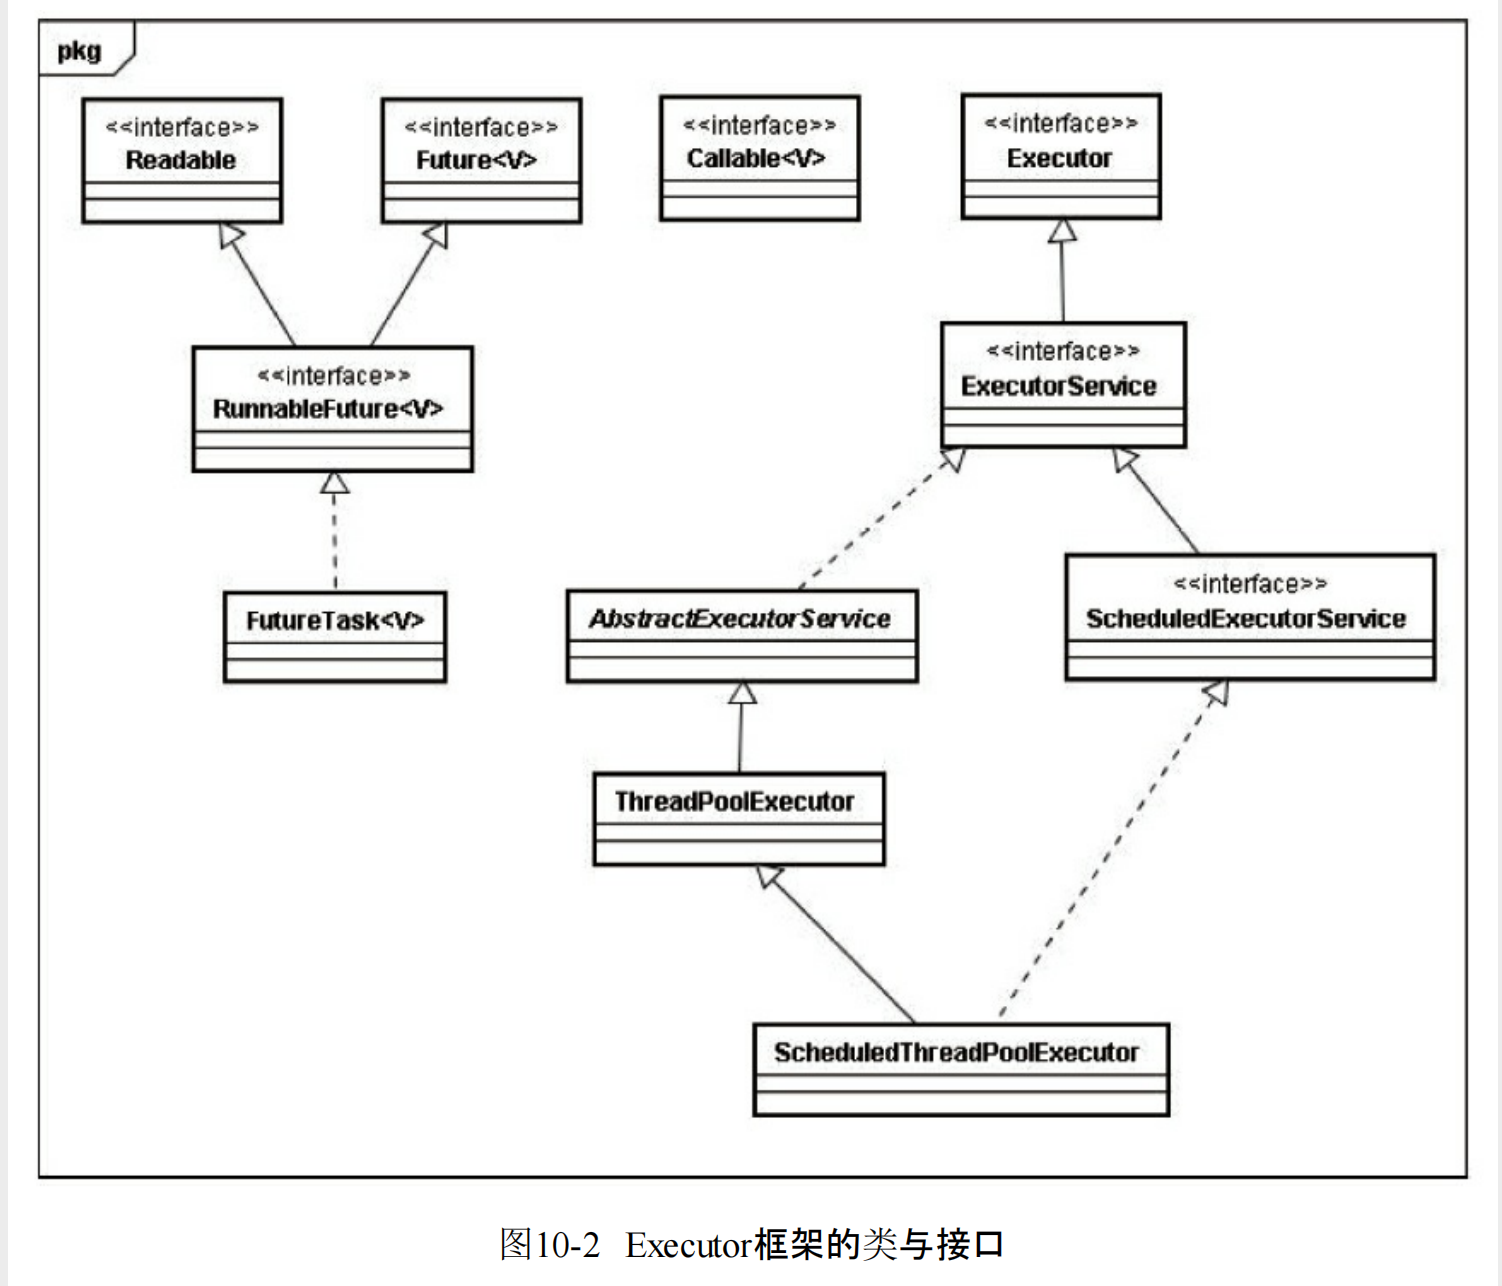 pkg
<<interface>>
Readable
<<interface>>
Future<V>
<<interface>>
Callable<V>
<<interface>>
Executor
<<interface>>
RunnableFuture<V>
<<interface>>
ExecutorService
FutureTask<V>
AbstractExecutorService
<<interface>>
ScheduledExecutorService
ThreadPoolExecutor
ScheduledThreadPoolExecutor
图10-2 Executor框架的类与接口